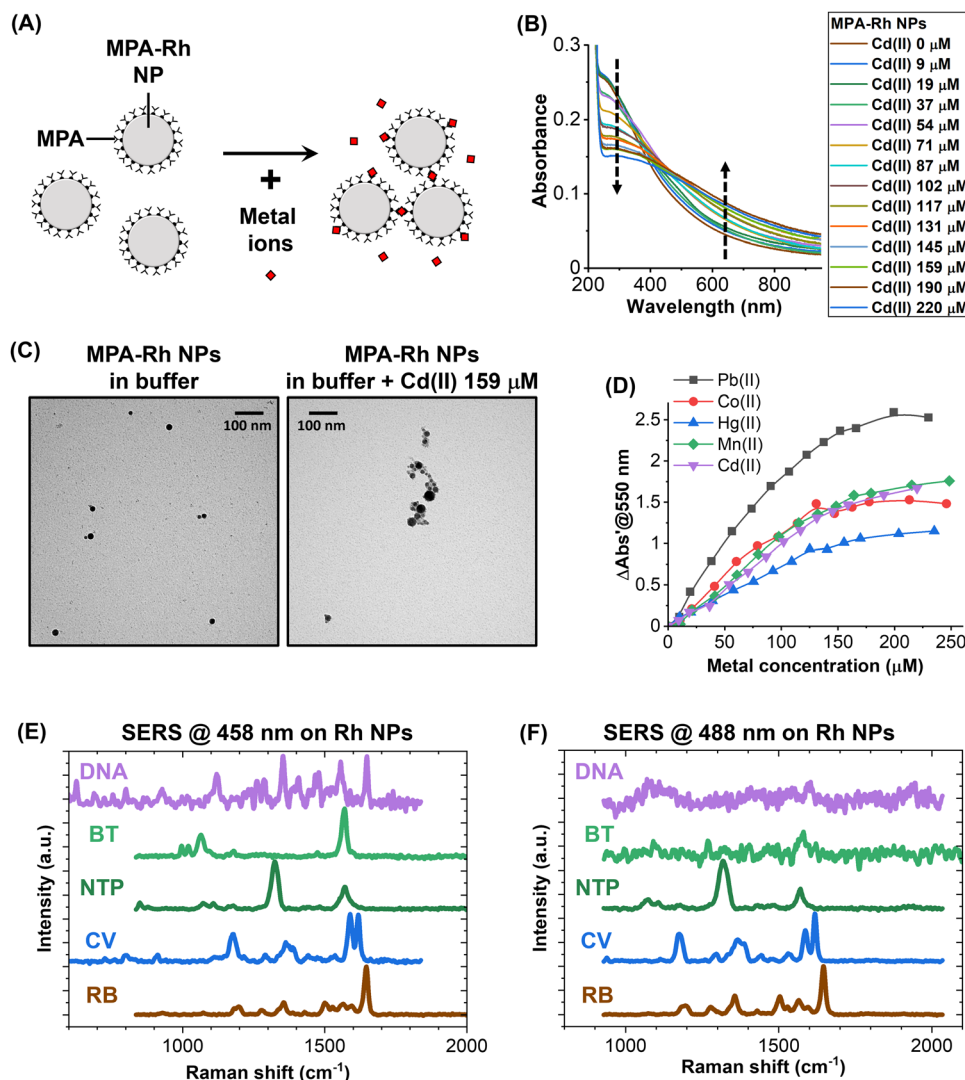 (A)
MPA-Rh
NP
MPA
+
Metal
ions
(B)
MPA-Rh NPs
Cd(II) 0 μM
Cd(II) 9 μM
Cd(II) 19 μM
Cd(II) 37 μM
Cd(II) 54 μM
Cd(II) 71 μM
Cd(II) 87 μM
Cd(II) 102 μM
Cd(II) 117 μM
Cd(II) 131 μM
Cd(II) 145 μM
Cd(II) 159 μM
Cd(II) 190 μM
Cd(II) 220 μM
Absorbance
0.3
0.2
0.1
0
200 400 600 800
Wavelength (nm)
(C)
MPA-Rh NPs
in buffer
100 nm
MPA-Rh NPs
in buffer + Cd(II) 159 μM
100 nm
(D)
Pb(II)
Co(II)
Hg(II)
Mn(II)
Cd(II)
ΔAbs'@550 nm
2.5
2
1.5
1
0.5
0
0 50 100 150 200 250
Metal concentration (μM)
(E)
SERS @ 458 nm on Rh NPs
DNA
BT
NTP
CV
RB
Intensity (a.u.)
1000 1500 2000
Raman shift (cm⁻¹)
(F)
SERS @ 488 nm on Rh NPs
DNA
BT
NTP
CV
RB
Intensity (a.u.)
1000 1500 2000
Raman shift (cm⁻¹)